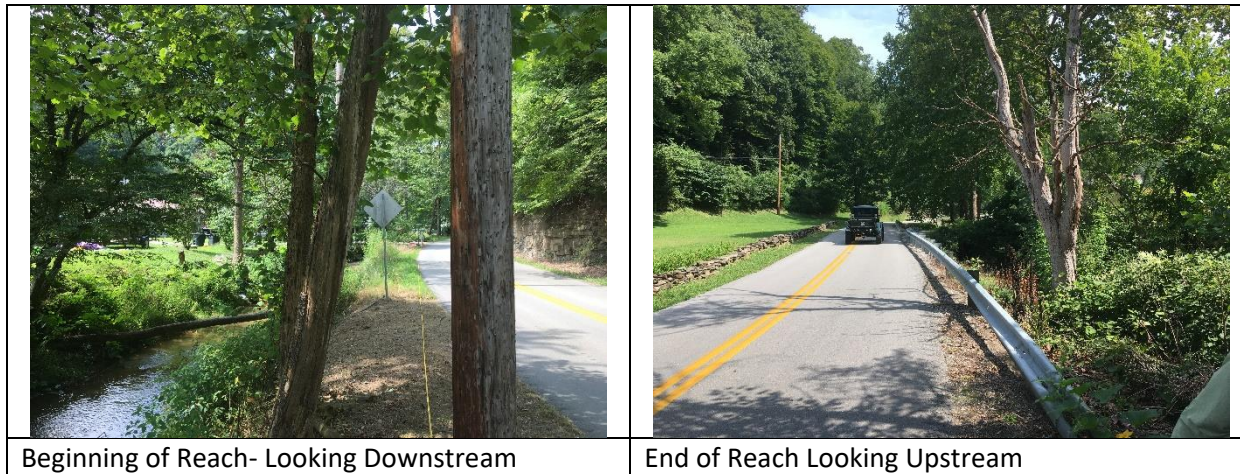 Beginning of Reach- Looking Downstream
End of Reach Looking Upstream